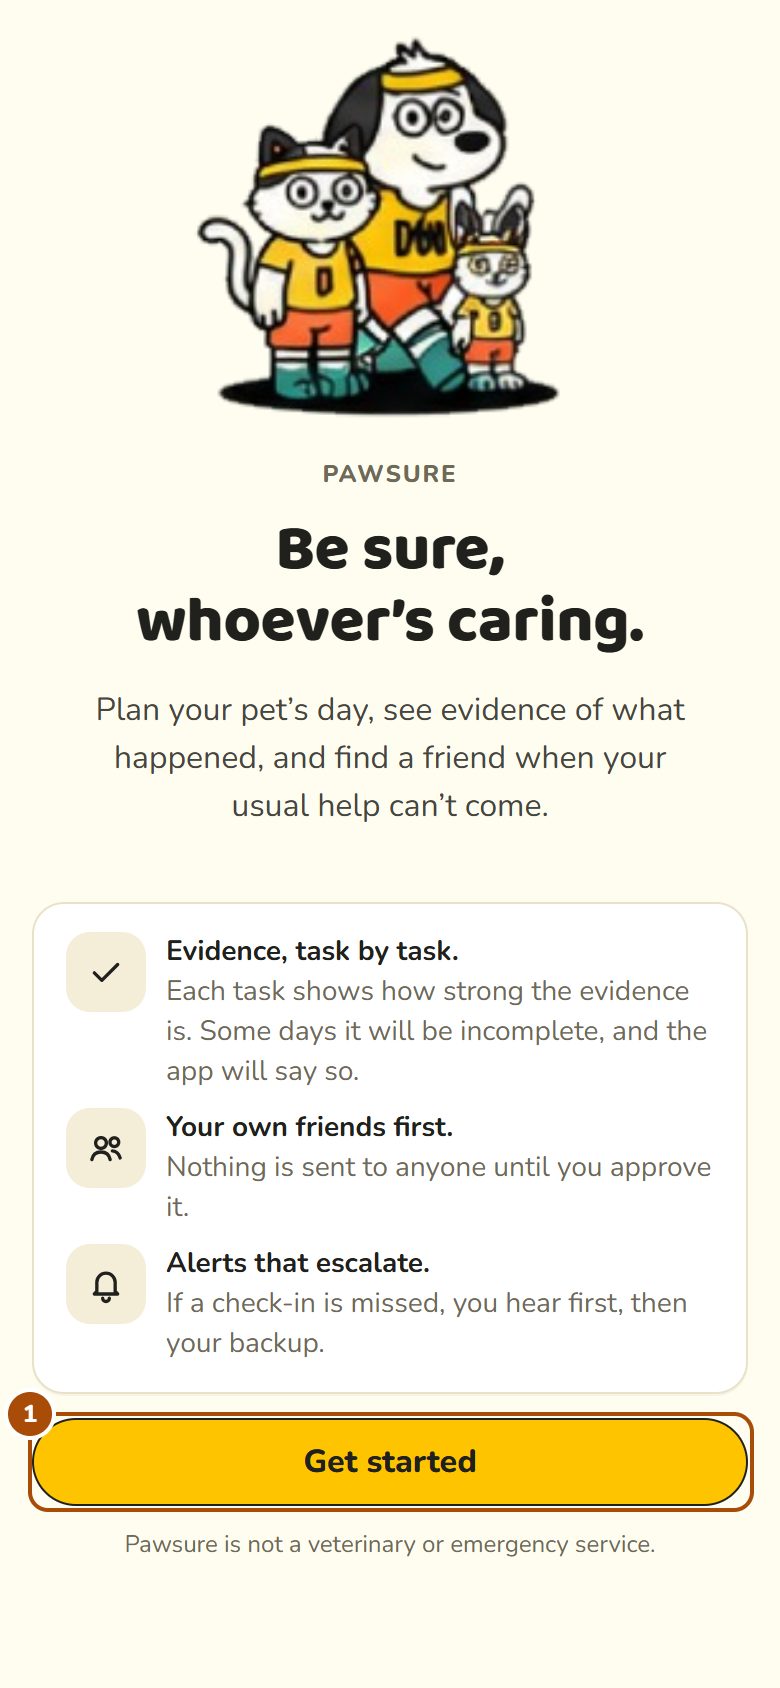 PAWSURE
Be sure,
whoever's caring.
Plan your pet's day, see evidence of what
happened, and find a friend when your
usual help can't come.
Evidence, task by task.
Each task shows how strong the evidence
is. Some days it will be incomplete, and the
app will say so.
Your own friends first.
Nothing is sent to anyone until you approve
it.
Alerts that escalate.
If a check-in is missed, you hear first, then
your backup.
1
Get started
Pawsure is not a veterinary or emergency service.